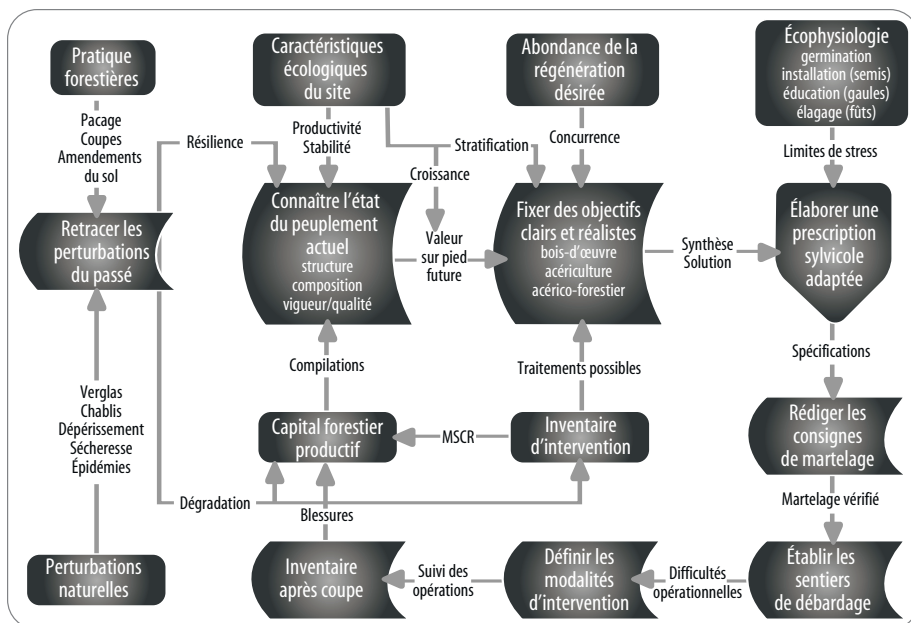 Pratique
forestières
Caractéristiques
écologiques
du site
Abondance de la
régénération
désirée
Écophysiologie
germination
installation (semis)
éducation (gaules)
élagage (fûts)
Pacage
Coupes
Amendements
du sol
Résilience
Productivité
Stabilité
Croissance
Stratification
Concurrence
Limites de stress
Retracer les
perturbations
du passé
Connaître l'état
du peuplement
actuel
structure
composition
vigueur/qualité
Valeur
sur pied
future
Fixer des objectifs
clairs et réalistes
bois-d'œuvre
acériculture
acérico-forestier
Synthèse
Solution
Élaborer une
prescription
sylvicole
adaptée
Verglas
Chablis
Dépérissement
Sécheresse
Épidémies
Compilations
Traitements possibles
Spécifications
Capital forestier
productif
MSCR
Inventaire
d'intervention
Rédiger les
consignes
de martelage
Dégradation
Blessures
Martelage vérifié
Perturbations
naturelles
Inventaire
après coupe
Suivi des
opérations
Définir les
modalités
d'intervention
Difficultés
opérationnelles
Établir les
sentiers
de débardage